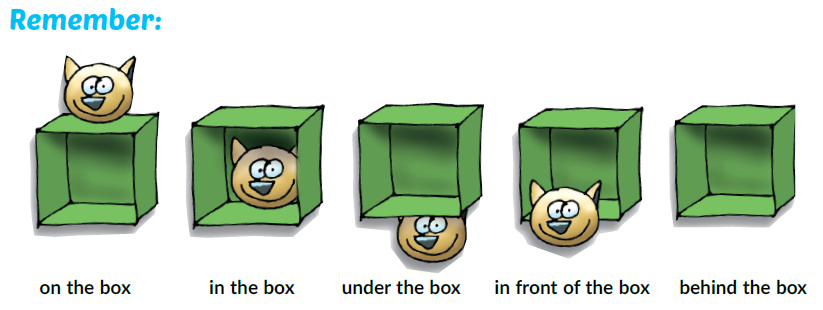 Remember:
on the box
in the box
under the box
in front of the box
behind the box